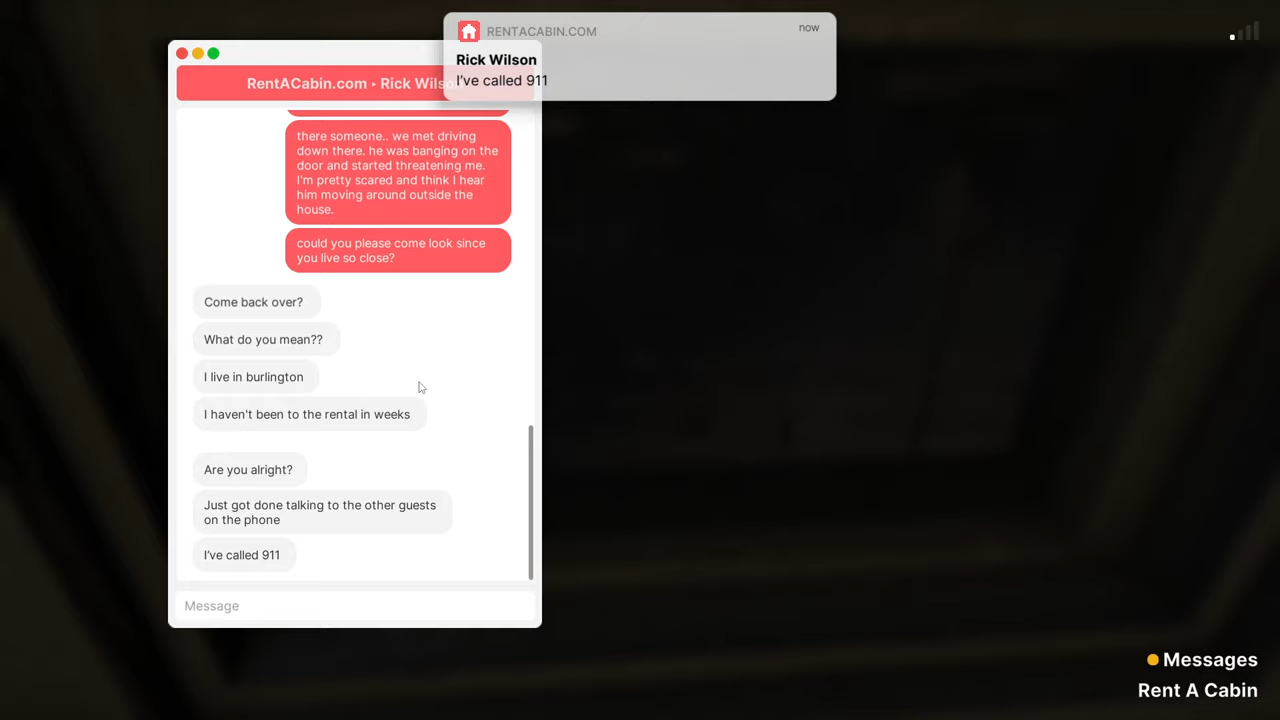 RENTACABIN.COM
now
Rick Wilson
I've called 911
RentACabin.com ▸ Rick Wilson
there someone.. we met driving
down there. he was banging on the
door and started threatening me.
I'm pretty scared and think I hear
him moving around outside the
house.
could you please come look since
you live so close?
Come back over?
What do you mean??
I live in burlington
I haven't been to the rental in weeks
Are you alright?
Just got done talking to the other guests
on the phone
I've called 911
Message
Messages
Rent A Cabin